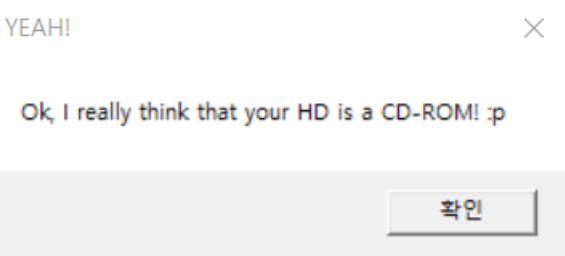 YEAH!
Ok, I really think that your HD is a CD-ROM! :p
확인